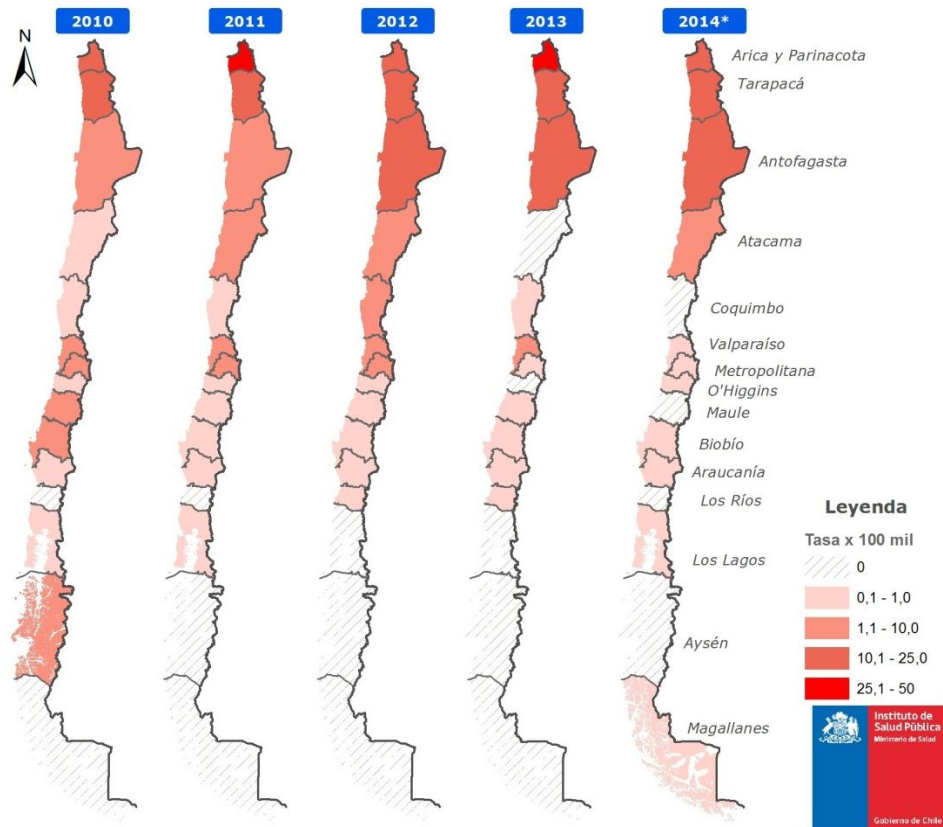 2010
2011
2012
2013
2014*
N
Arica y Parinacota
Tarapacá
Antofagasta
Atacama
Coquimbo
Valparaíso
Metropolitana
O'Higgins
Maule
Biobío
Araucanía
Los Ríos
Los Lagos
Aysén
Magallanes
Leyenda
Tasa x 100 mil
0
0,1 - 1,0
1,1 - 10,0
10,1 - 25,0
25,1 - 50
Instituto de
Salud Pública
Ministerio de Salud
Gobierno de Chile